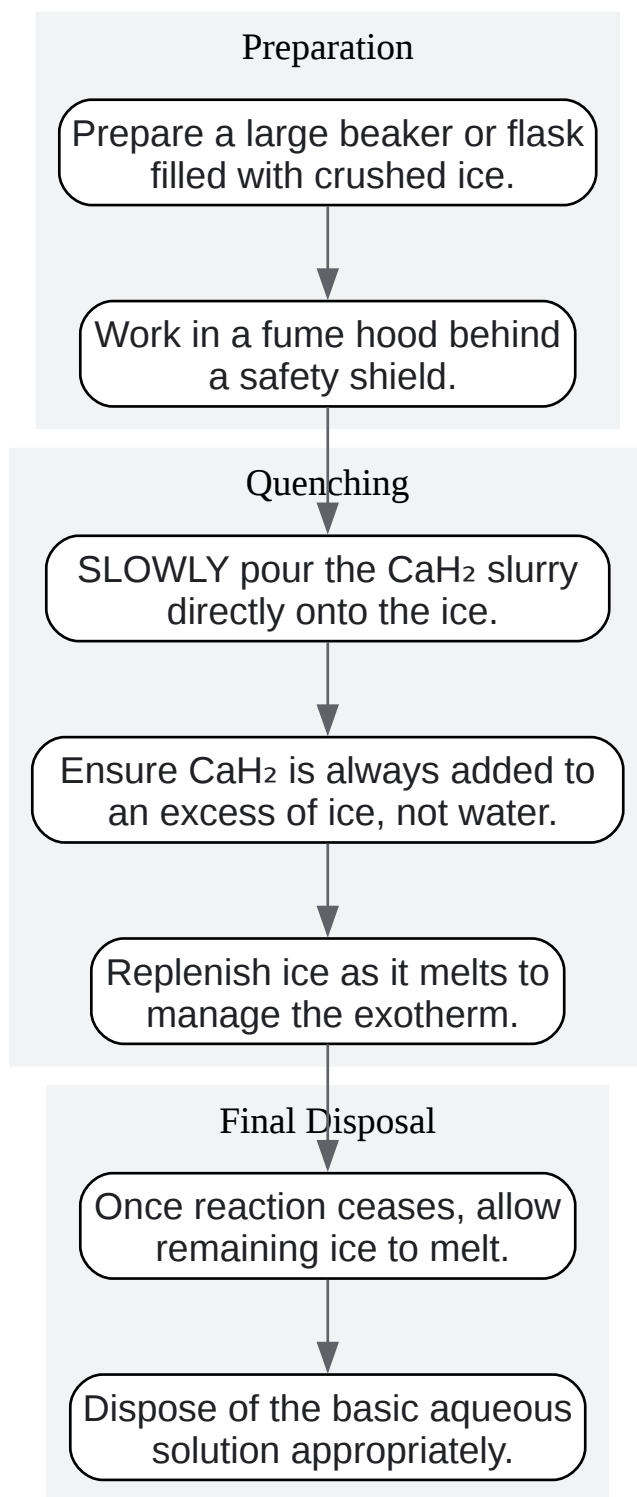 Preparation
Prepare a large beaker or flask
filled with crushed ice.
Work in a fume hood behind
a safety shield.
Quenching
SLOWLY pour the CaH₂ slurry
directly onto the ice.
Ensure CaH₂ is always added to
an excess of ice, not water.
Replenish ice as it melts to
manage the exotherm.
Final Disposal
Once reaction ceases, allow
remaining ice to melt.
Dispose of the basic aqueous
solution appropriately.